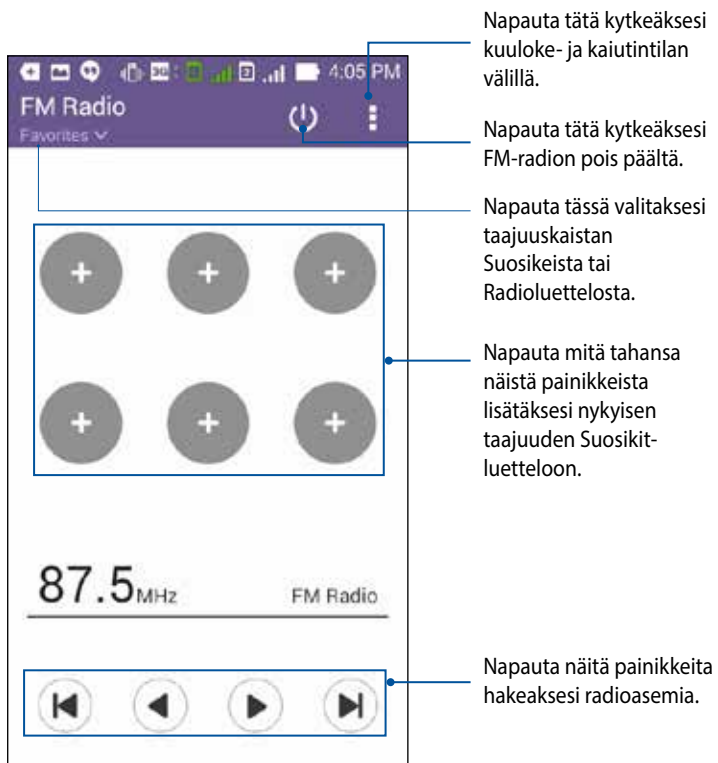 Napauta tätä kytkeäksesi
kuuloke- ja kaiutintilan
välillä.
4:05 PM
FM Radio
Favorites
Napauta tätä kytkeäksesi
FM-radion pois päältä.
Napauta tässä valitaksesi
taajuuskaistan
Suosikeista tai
Radioluettelosta.
Napauta mitä tahansa
näistä painikkeista
lisätäksesi nykyisen
taajuuden Suosikit-
luetteloon.
87.5 MHz
FM Radio
Napauta näitä painikkeita
hakeaksesi radioasemia.